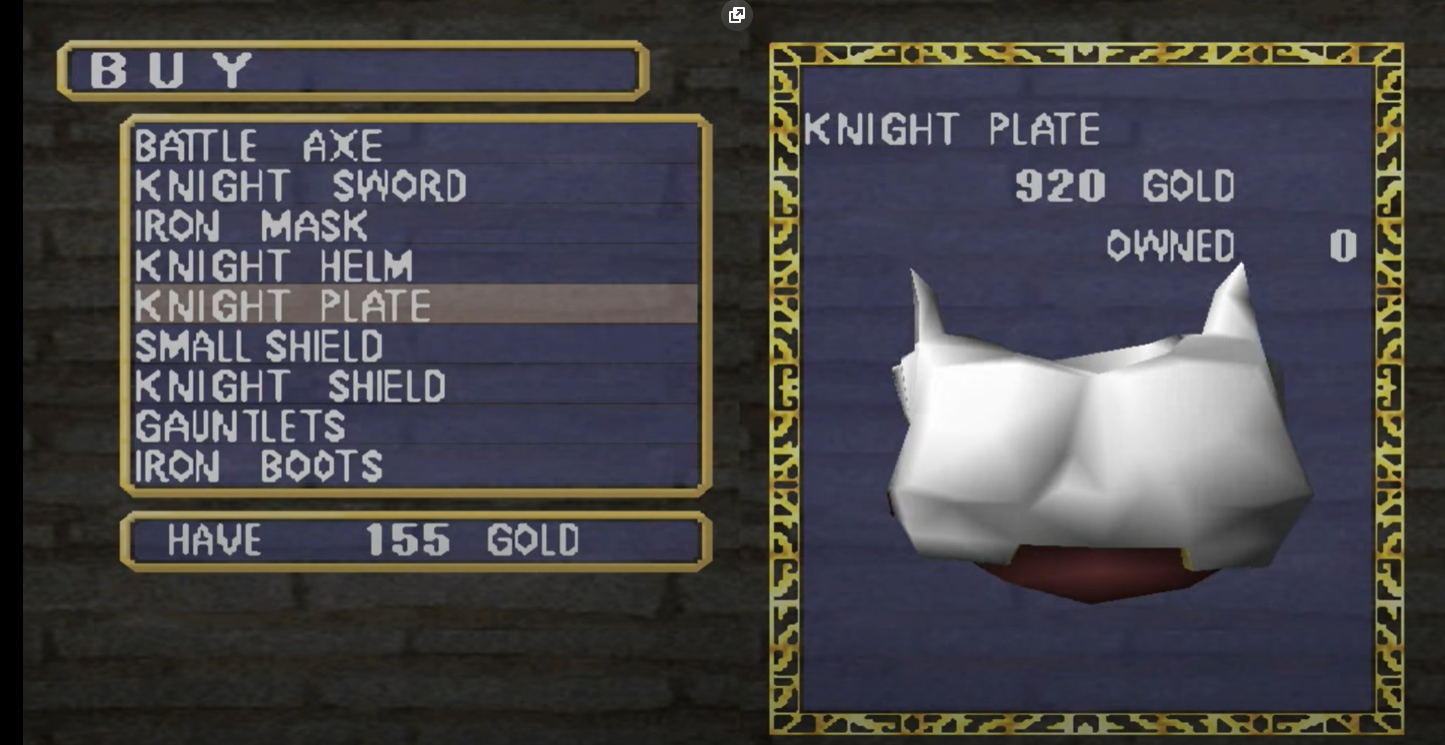 BUY
BATTLE AXE
KNIGHT SWORD
IRON MASK
KNIGHT HELM
KNIGHT PLATE
SMALL SHIELD
KNIGHT SHIELD
GAUNTLETS
IRON BOOTS
HAVE 155 GOLD
KNIGHT PLATE
920 GOLD
OWNED 0